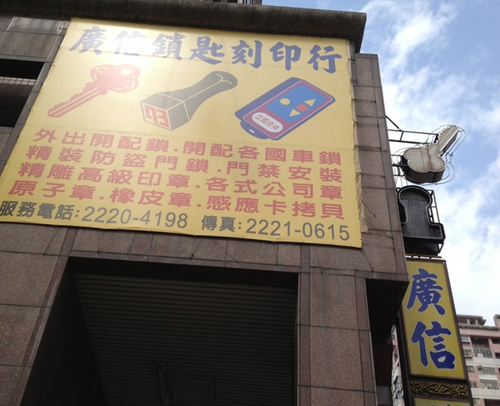 廣信鎖匙刻印行
外出開配鎖.開配各國車鎖
精裝防盜門鎖.門禁安裝
精雕高級印章.各式公司章
原子章.橡皮章.感應卡拷貝
服務電話:2220-4198 傳真:2221-0615
廣信